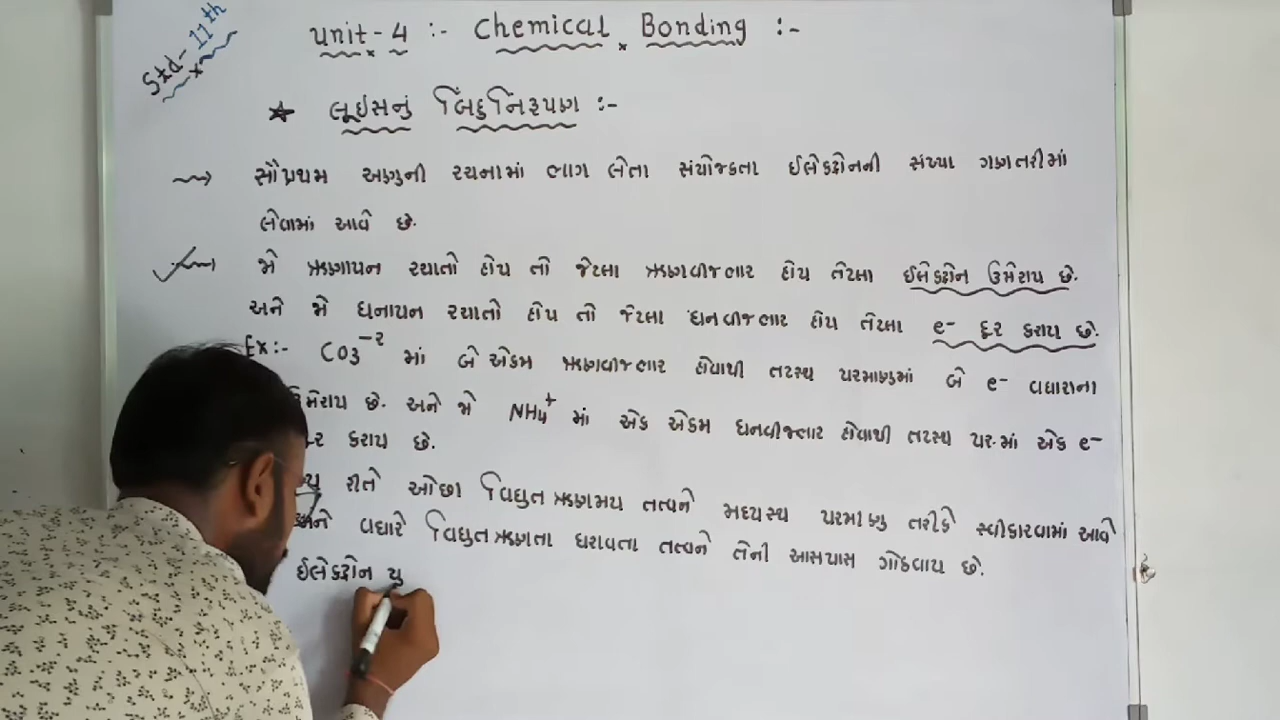 Std- 11th
Unit - 4 :- Chemical Bonding :-
લૂઈસનું બિંદુનિરૂપણ :-
સૌપ્રથમ અણુની રચનામાં ભાગ લેતા સંયોજકતા ઈલેક્ટ્રોનની સંખ્યા ગણતરીમાં
લેવામાં આવે છે.
જો ઋણાયન રચાતો હોય તો જેટલા ઋણવીજભાર હોય તેટલા ઈલેક્ટ્રોન ઉમેરાય છે.
અને જો ધનાયન રચાતો હોય તો જેટલા ધનવીજભાર હોય તેટલા e- દૂર કરાય છે.
Ex:- CO3-2 માં બે એકમ ઋણવીજભાર હોવાથી તટસ્થ પરમાણુમાં બે e- વધારાના
ઉમેરાય છે. અને જો NH4+ માં એક એકમ ધનવીજભાર હોવાથી તટસ્થ પર.માં એક e-
કરાય છે.
રીતે ઓછા વિદ્યુતઋણમય તત્વને મધ્યસ્થ પરમાણુ તરીકે સ્વીકારવામાં આવે
અને વધારે વિદ્યુતઋણતા ધરાવતા તત્વને તેની આસપાસ ગોઠવાય છે.
ઈલેક્ટ્રોન યુ